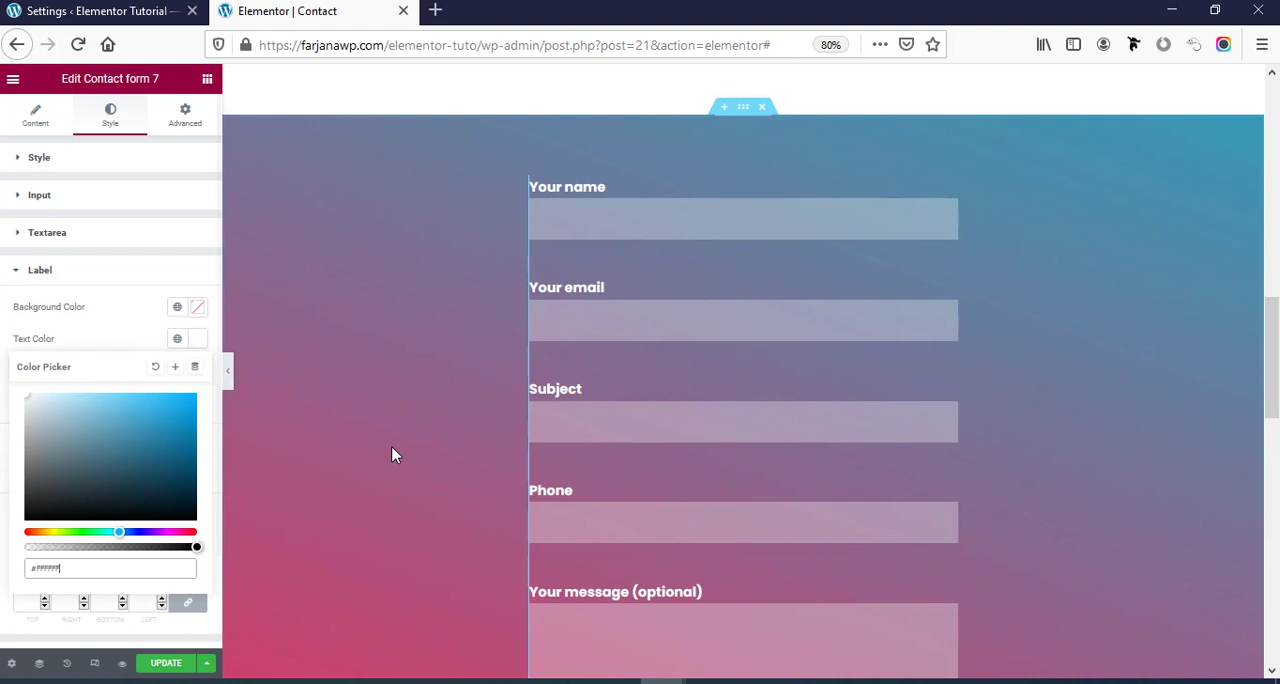 Settings ‹ Elementor Tutorial —
Elementor | Contact
https://farjanawp.com/elementor-tuto/wp-admin/post.php?post=21&action=elementor#
80%
Edit Contact form 7
Content
Style
Advanced
Style
Input
Textarea
Label
Background Color
Text Color
Color Picker
#FFFFFF
TOP RIGHT BOTTOM LEFT
UPDATE
Your name
Your email
Subject
Phone
Your message (optional)